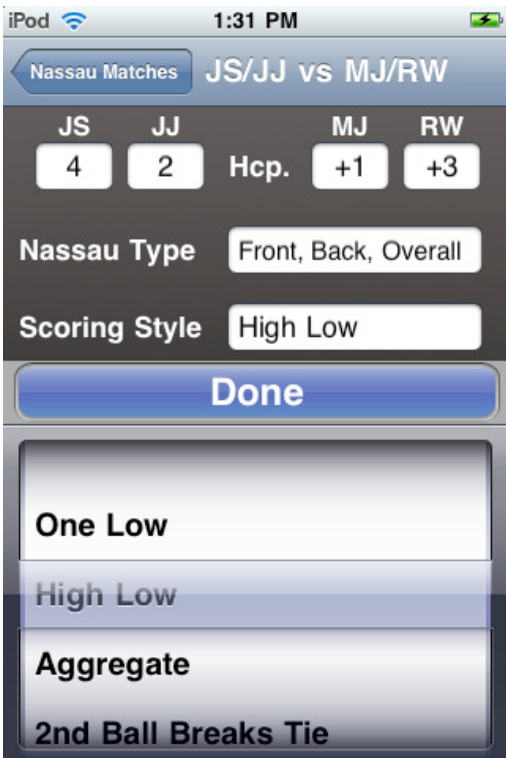 iPod 1:31 PM
Nassau Matches JS/JJ vs MJ/RW
JS JJ MJ RW
4 2 Hcp. +1 +3
Nassau Type Front, Back, Overall
Scoring Style High Low
Done
One Low
High Low
Aggregate
2nd Ball Breaks Tie